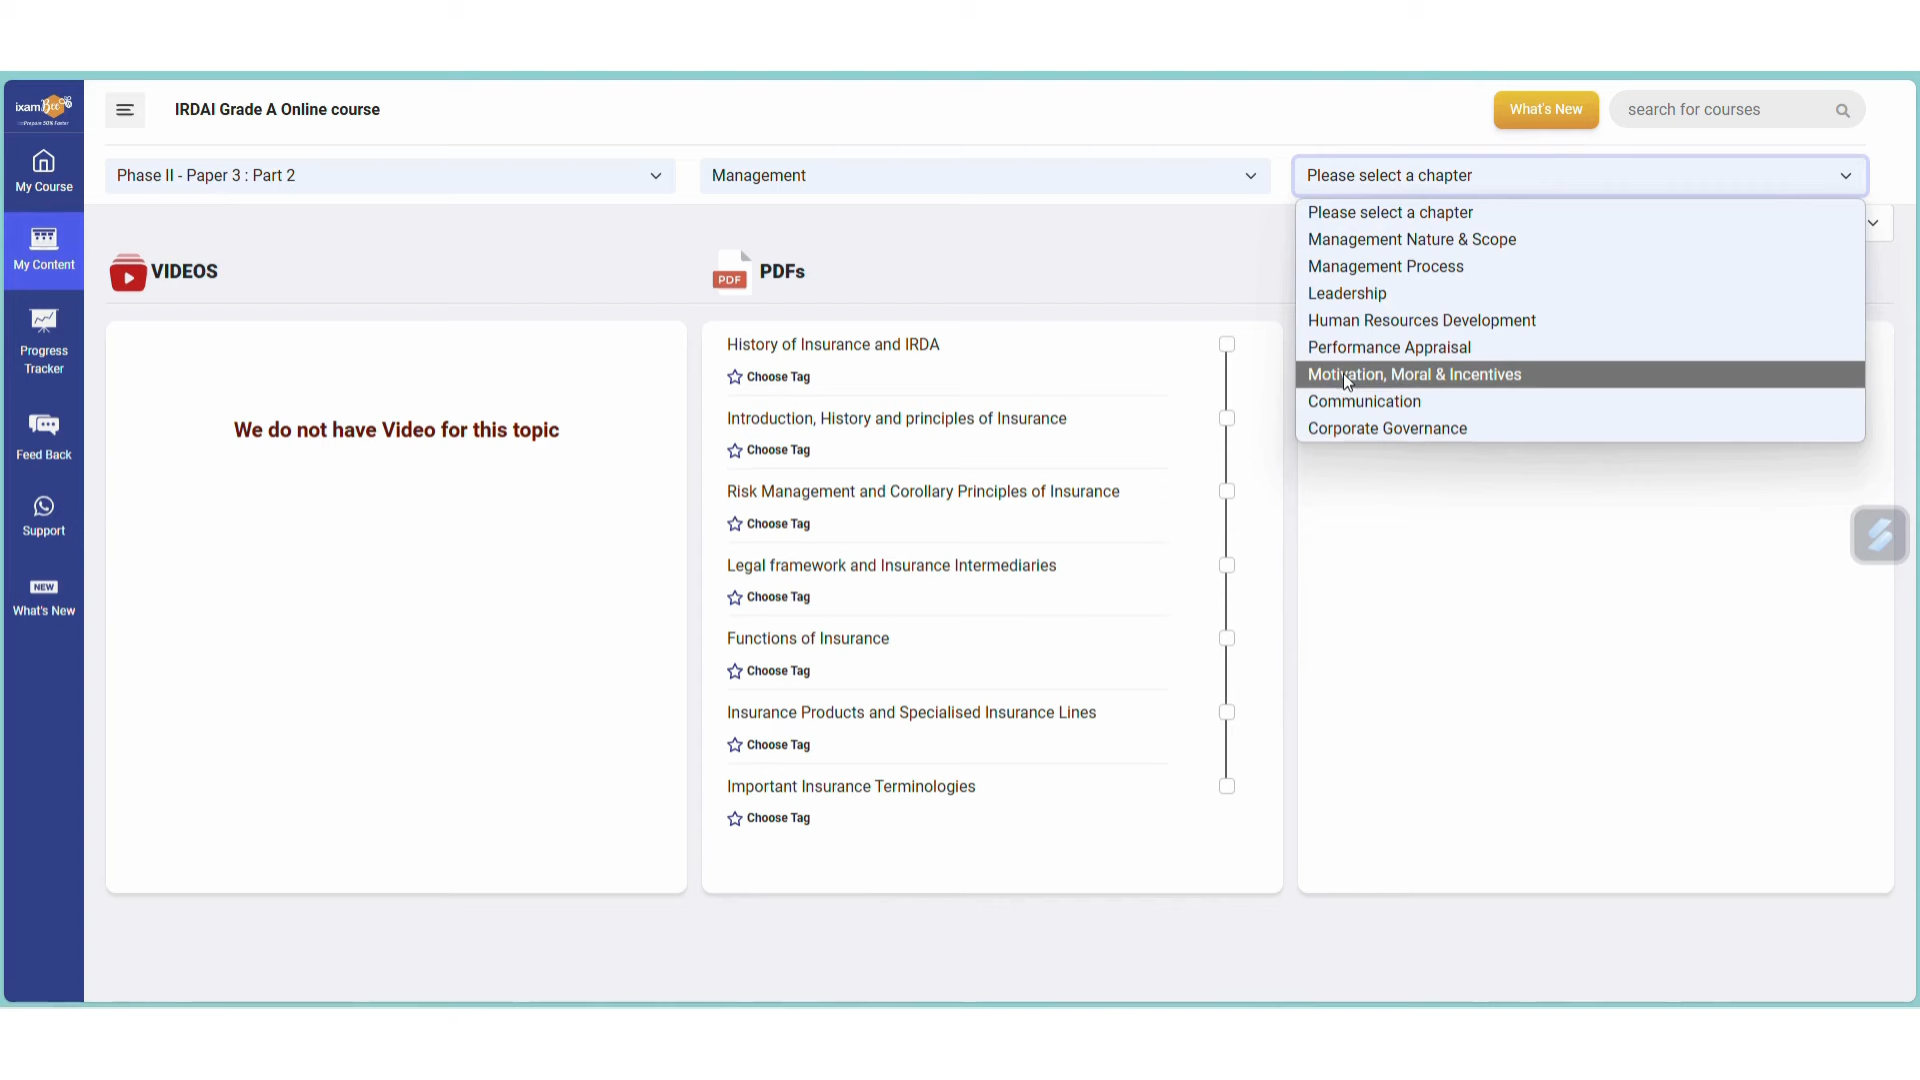 ixamBee
Prepare 50% Faster
IRDAI Grade A Online course
What's New
search for courses
My Course
My Content
Progress
Tracker
Feed Back
Support
NEW
What's New
Phase II - Paper 3 : Part 2
Management
Please select a chapter
Please select a chapter
Management Nature & Scope
Management Process
Leadership
Human Resources Development
Performance Appraisal
Motivation, Moral & Incentives
Communication
Corporate Governance
VIDEOS
We do not have Video for this topic
PDF
PDFs
History of Insurance and IRDA
Choose Tag
Introduction, History and principles of Insurance
Choose Tag
Risk Management and Corollary Principles of Insurance
Choose Tag
Legal framework and Insurance Intermediaries
Choose Tag
Functions of Insurance
Choose Tag
Insurance Products and Specialised Insurance Lines
Choose Tag
Important Insurance Terminologies
Choose Tag